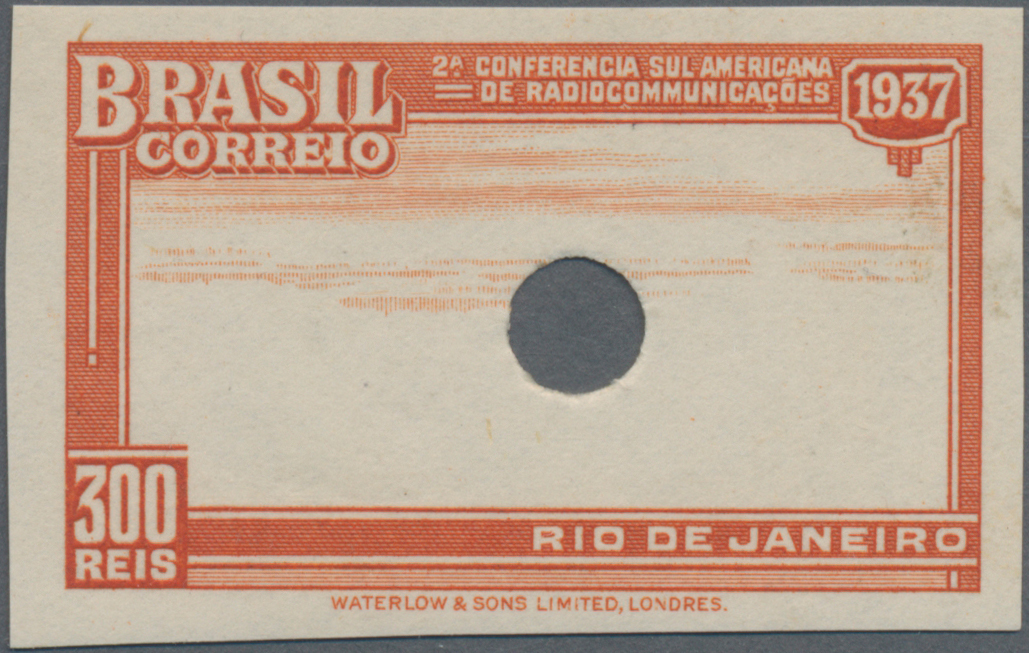 BRASIL
CORREIO
2ª CONFERENCIA SUL AMERICANA
DE RADIOCOMMUNICAÇÕES
1937
300
REIS
RIO DE JANEIRO
WATERLOW & SONS LIMITED, LONDRES.